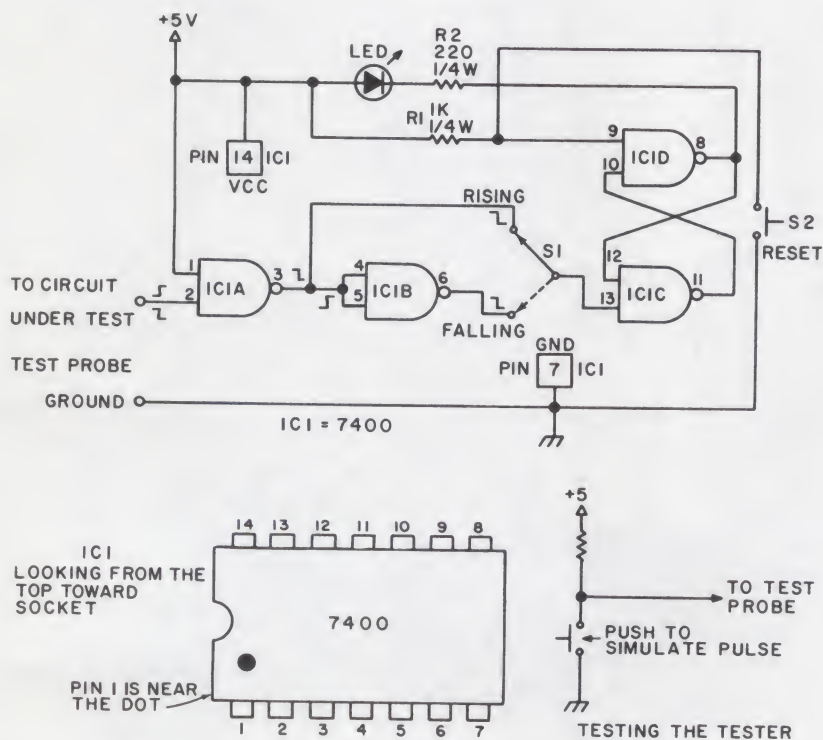 +5V
LED
R2
220
1/4W
R1 1K
1/4W
PIN 14 IC1
VCC
9
8
10
IC1D
RISING
S1
S2
RESET
1
TO CIRCUIT
2
IC1A
3
4
5
IC1B
6
12
11
IC1C
13
UNDER TEST
FALLING
GND
PIN 7 IC1
TEST PROBE
GROUND
IC1 = 7400
14 13 12 11 10 9 8
IC1
LOOKING FROM THE
TOP TOWARD
SOCKET
7400
PIN 1 IS NEAR
THE DOT
1 2 3 4 5 6 7
+5
TO TEST
PROBE
PUSH TO
SIMULATE PULSE
TESTING THE TESTER